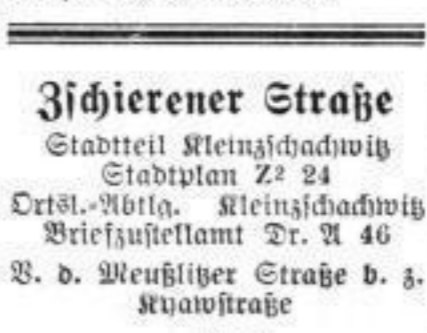 Zschierener Straße
Stadtteil Kleinzschachwitz
Stadtplan Z2 24
Ortsl.-Abtlg. Kleinzschachwitz
Briefzustellamt Dr. A 46
V. d. Meußlitzer Straße b. z.
Kyawstraße